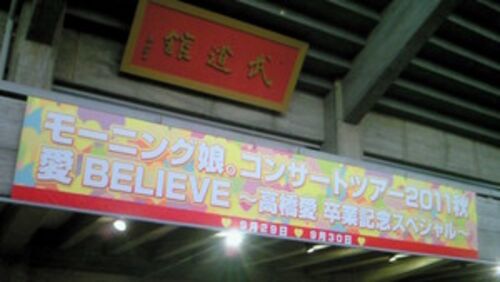 武道館
モーニング娘。コンサートツアー2011秋
愛 BELIEVE ～高橋愛 卒業記念スペシャル～
9月29日 ♥ 9月30日